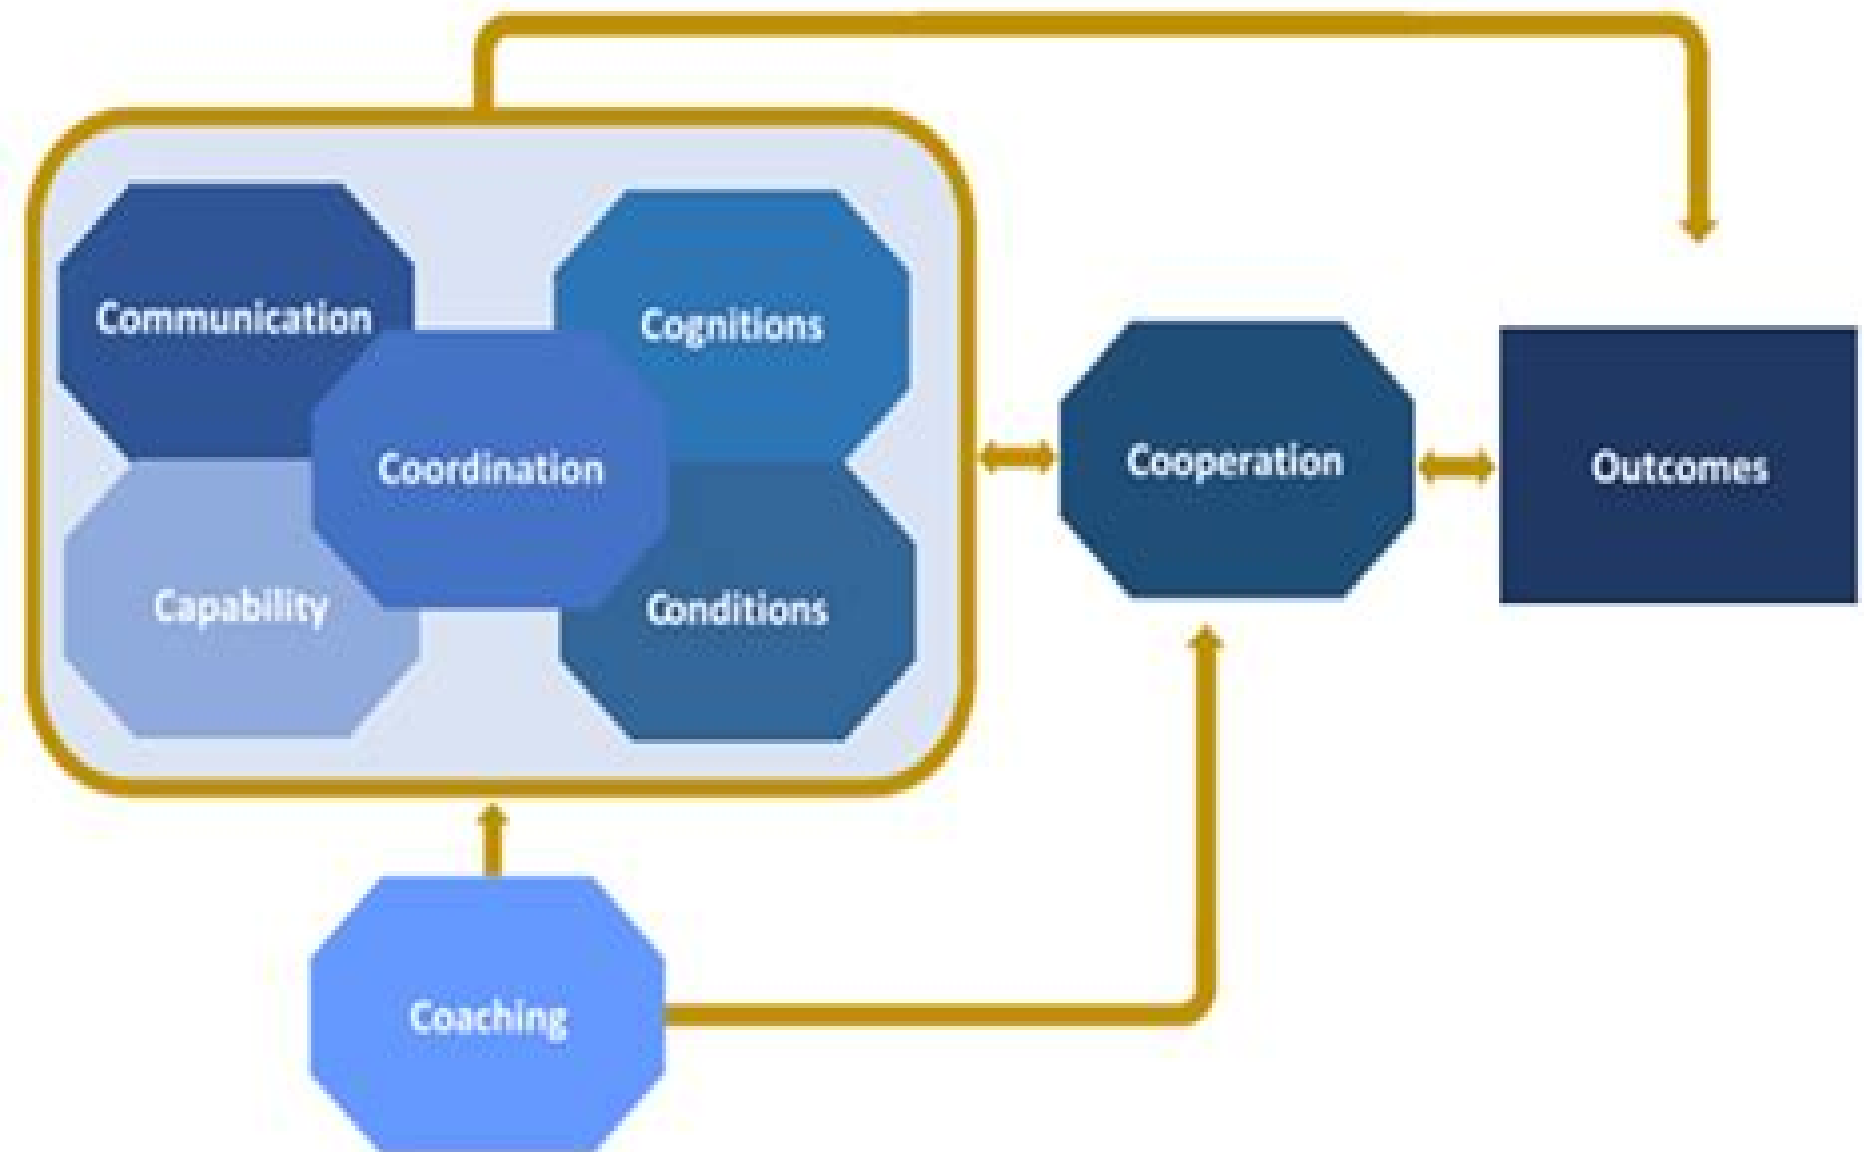 Communication
Cognitions
Coordination
Capability
Conditions
Cooperation
Outcomes
Coaching